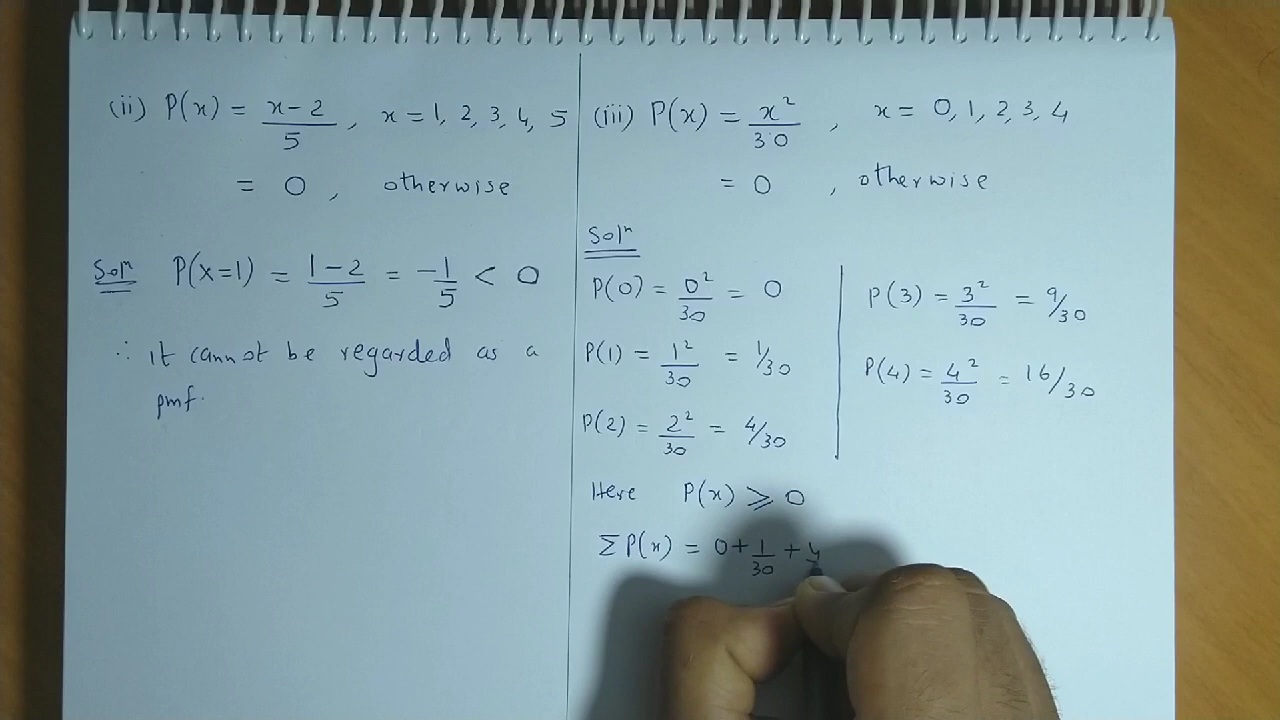 (ii) P(x) = x-2/5, x = 1, 2, 3, 4, 5
= 0, otherwise
Solⁿ P(x=1) = 1-2/5 = -1/5 < 0
∴ it cannot be regarded as a
pmf.
(iii) P(x) = x²/30, x = 0, 1, 2, 3, 4
= 0, otherwise
Solⁿ
P(0) = 0²/30 = 0
P(1) = 1²/30 = 1/30
P(2) = 2²/30 = 4/30
P(3) = 3²/30 = 9/30
P(4) = 4²/30 = 16/30
Here P(x) ⩾ 0
ΣP(x) = 0 + 1/30 + 4